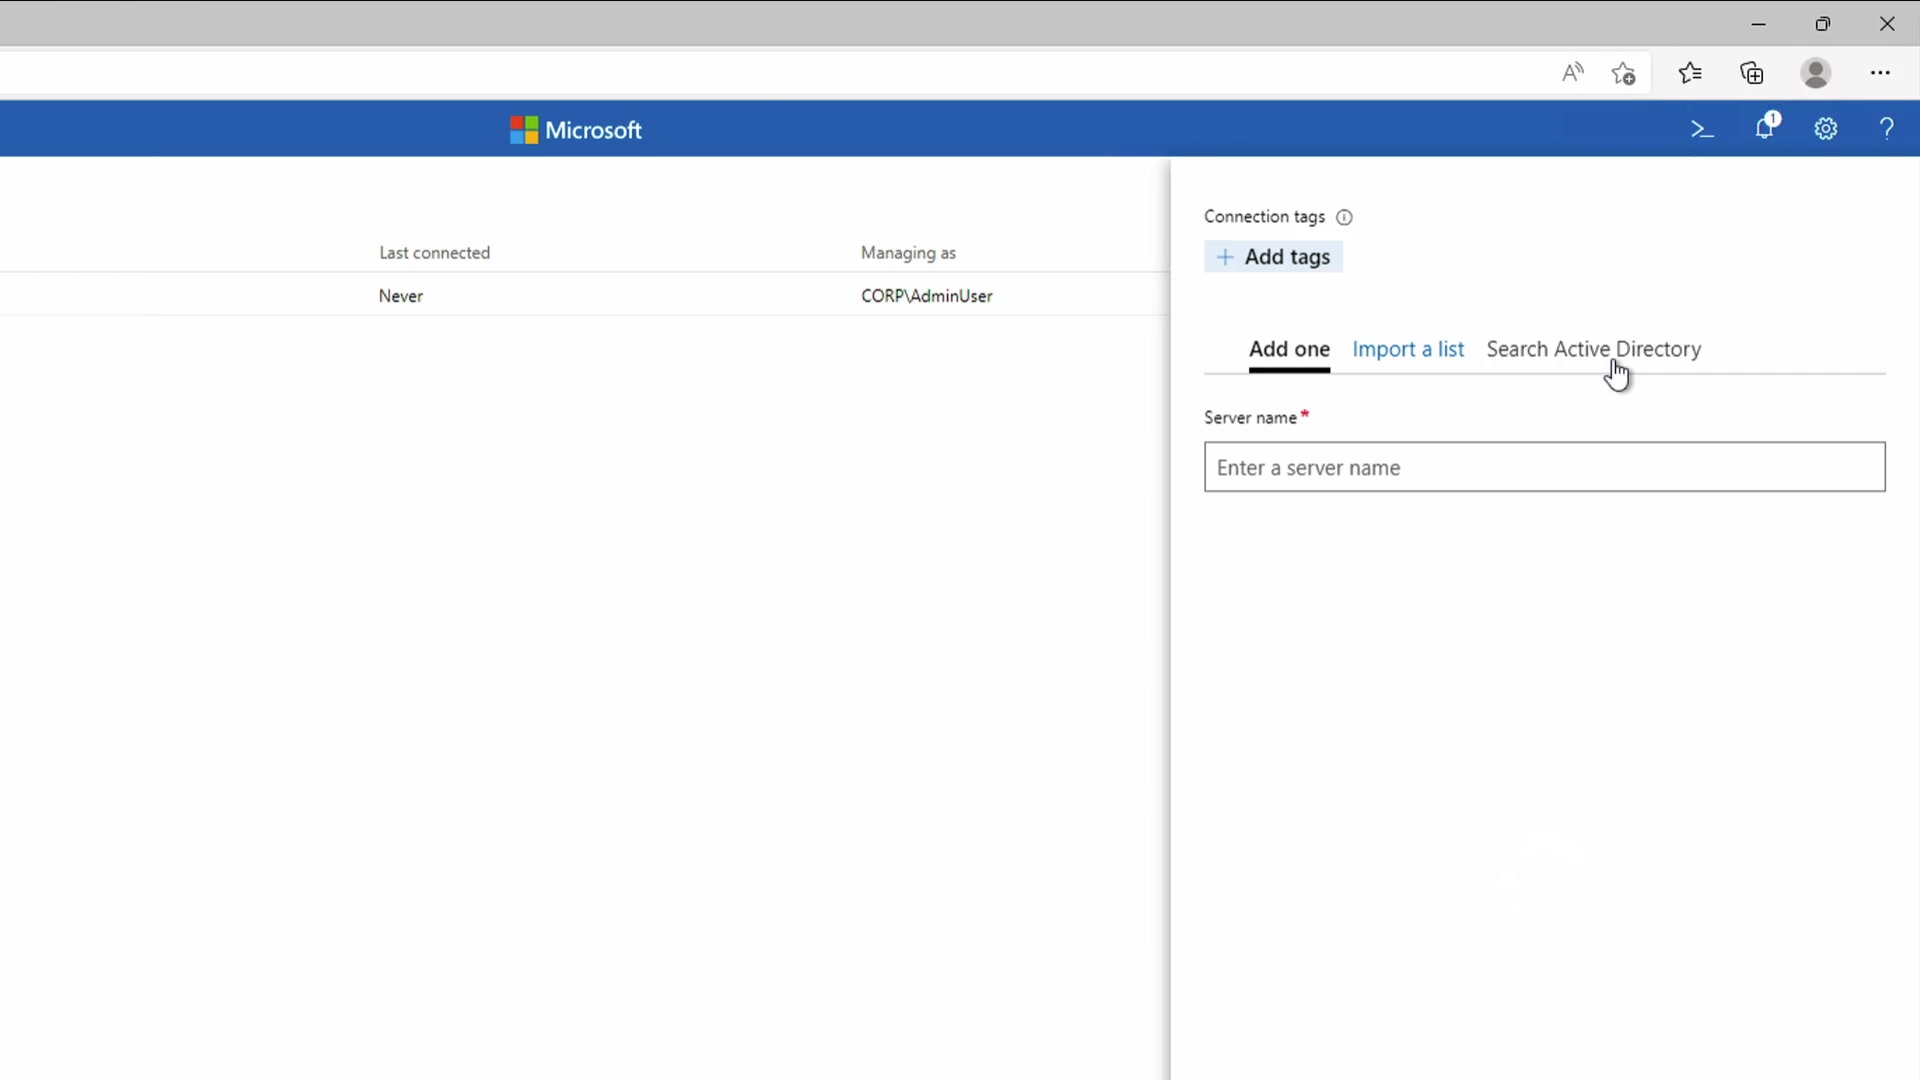 Microsoft
1
?
Connection tags
+ Add tags
Last connected
Managing as
Never
CORP\AdminUser
Add one
Import a list
Search Active Directory
Server name*
Enter a server name